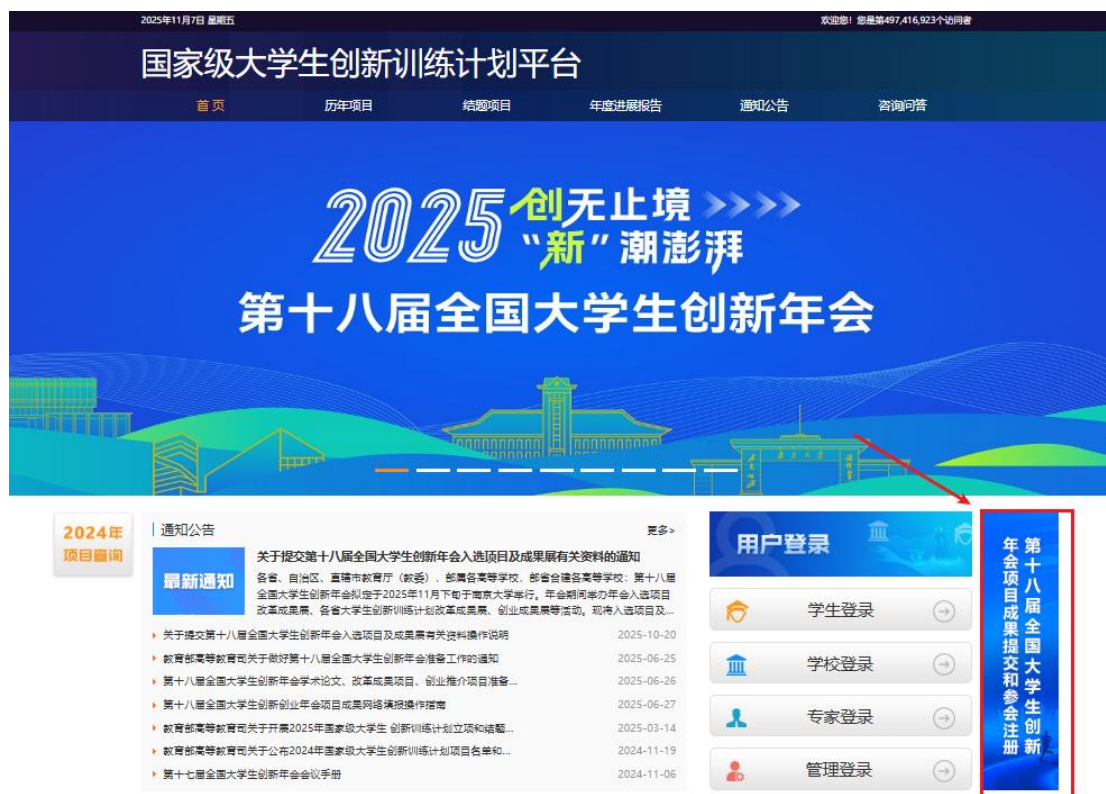 2025年11月7日 星期五
欢迎您！您是第497,416,923个访问者
国家级大学生创新训练计划平台
首页 历年项目 结题项目 年度进展报告 通知公告 咨询问答
2025 创无止境 >>>>
“新”潮澎湃
第十八届全国大学生创新年会
2024年
项目查询
通知公告
更多>
最新通知
关于提交第十八届全国大学生创新年会入选项目及成果展有关资料的通知
各省、自治区、直辖市教育厅（教委），部属各高等学校、部省合建各高等学校：第十八届
全国大学生创新年会拟定于2025年11月下旬于南京大学举行。年会期间举办年会入选项目
改革成果展、各省大学生创新训练计划改革成果展、创业成果展等活动。现将入选项目及...
关于提交第十八届全国大学生创新年会入选项目及成果展有关资料操作说明 2025-10-20
教育部高等教育司关于做好第十八届全国大学生创新年会准备工作的通知 2025-06-25
第十八届全国大学生创新年会学术论文、改革成果项目、创业推介项目准备... 2025-06-26
第十八届全国大学生创新创业年会项目成果网络填报操作指南 2025-06-27
教育部高等教育司关于开展2025年国家级大学生 创新训练计划立项和结题... 2025-03-14
教育部高等教育司关于公布2024年国家级大学生创新训练计划项目名单和... 2024-11-19
第十七届全国大学生创新年会会议手册 2024-11-06
用户登录
学生登录
学校登录
专家登录
管理登录
第十八届全国大学生创新
年会项目成果提交和参会注册